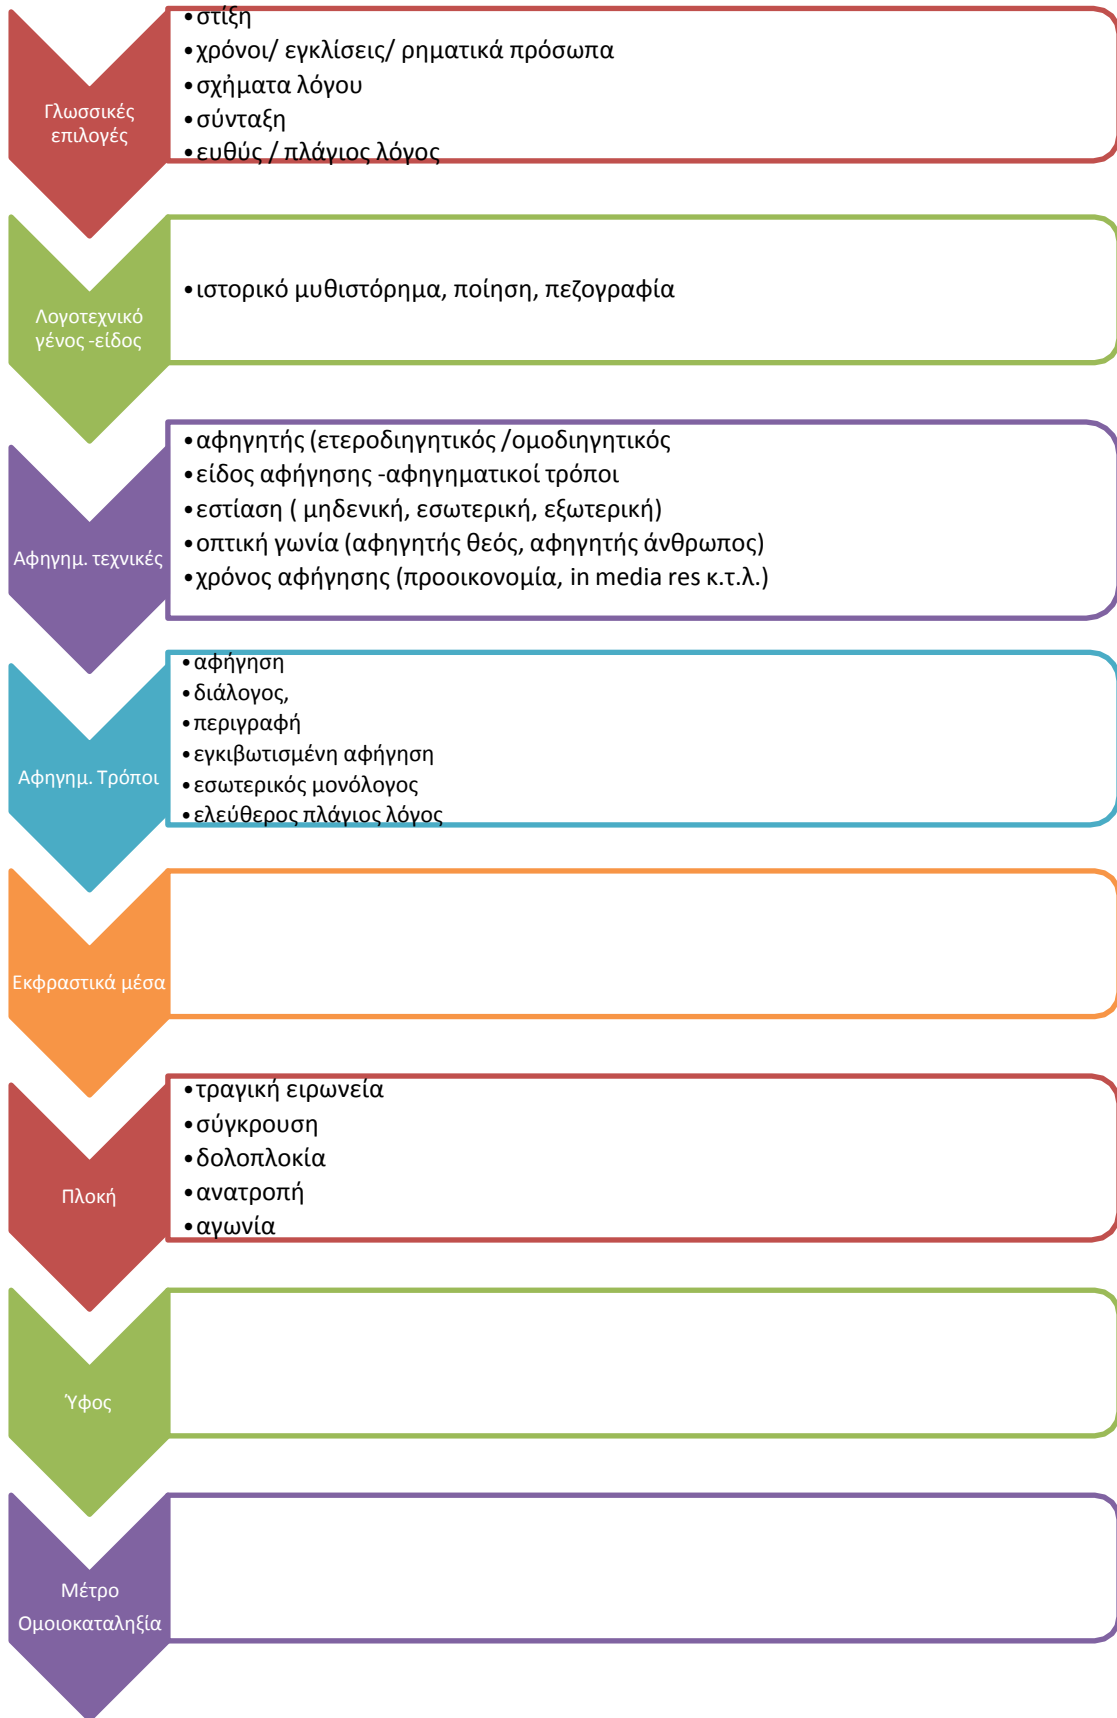 Γλωσσικές
επιλογές
•στίξη
•χρόνοι/ εγκλίσεις/ ρηματικά πρόσωπα
•σχἠματα λόγου
•σύνταξη
•ευθύς / πλάγιος λόγος
Λογοτεχνικό
γένος -είδος
•ιστορικό μυθιστόρημα, ποίηση, πεζογραφία
Αφηγημ. τεχνικές
•αφηγητής (ετεροδιηγητικός /ομοδιηγητικός
•είδος αφήγησης -αφηγηματικοί τρόποι
•εστίαση ( μηδενική, εσωτερική, εξωτερική)
•οπτική γωνία (αφηγητής θεός, αφηγητής άνθρωπος)
•χρόνος αφήγησης (προοικονομία, in media res κ.τ.λ.)
Αφηγημ. Τρόποι
•αφήγηση
•διάλογος,
•περιγραφή
•εγκιβωτισμένη αφήγηση
•εσωτερικός μονόλογος
•ελεύθερος πλάγιος λόγος
Εκφραστικά μέσα
Πλοκή
•τραγική ειρωνεία
•σύγκρουση
•δολοπλοκία
•ανατροπή
•αγωνία
Ύφος
Μέτρο
Ομοιοκαταληξία